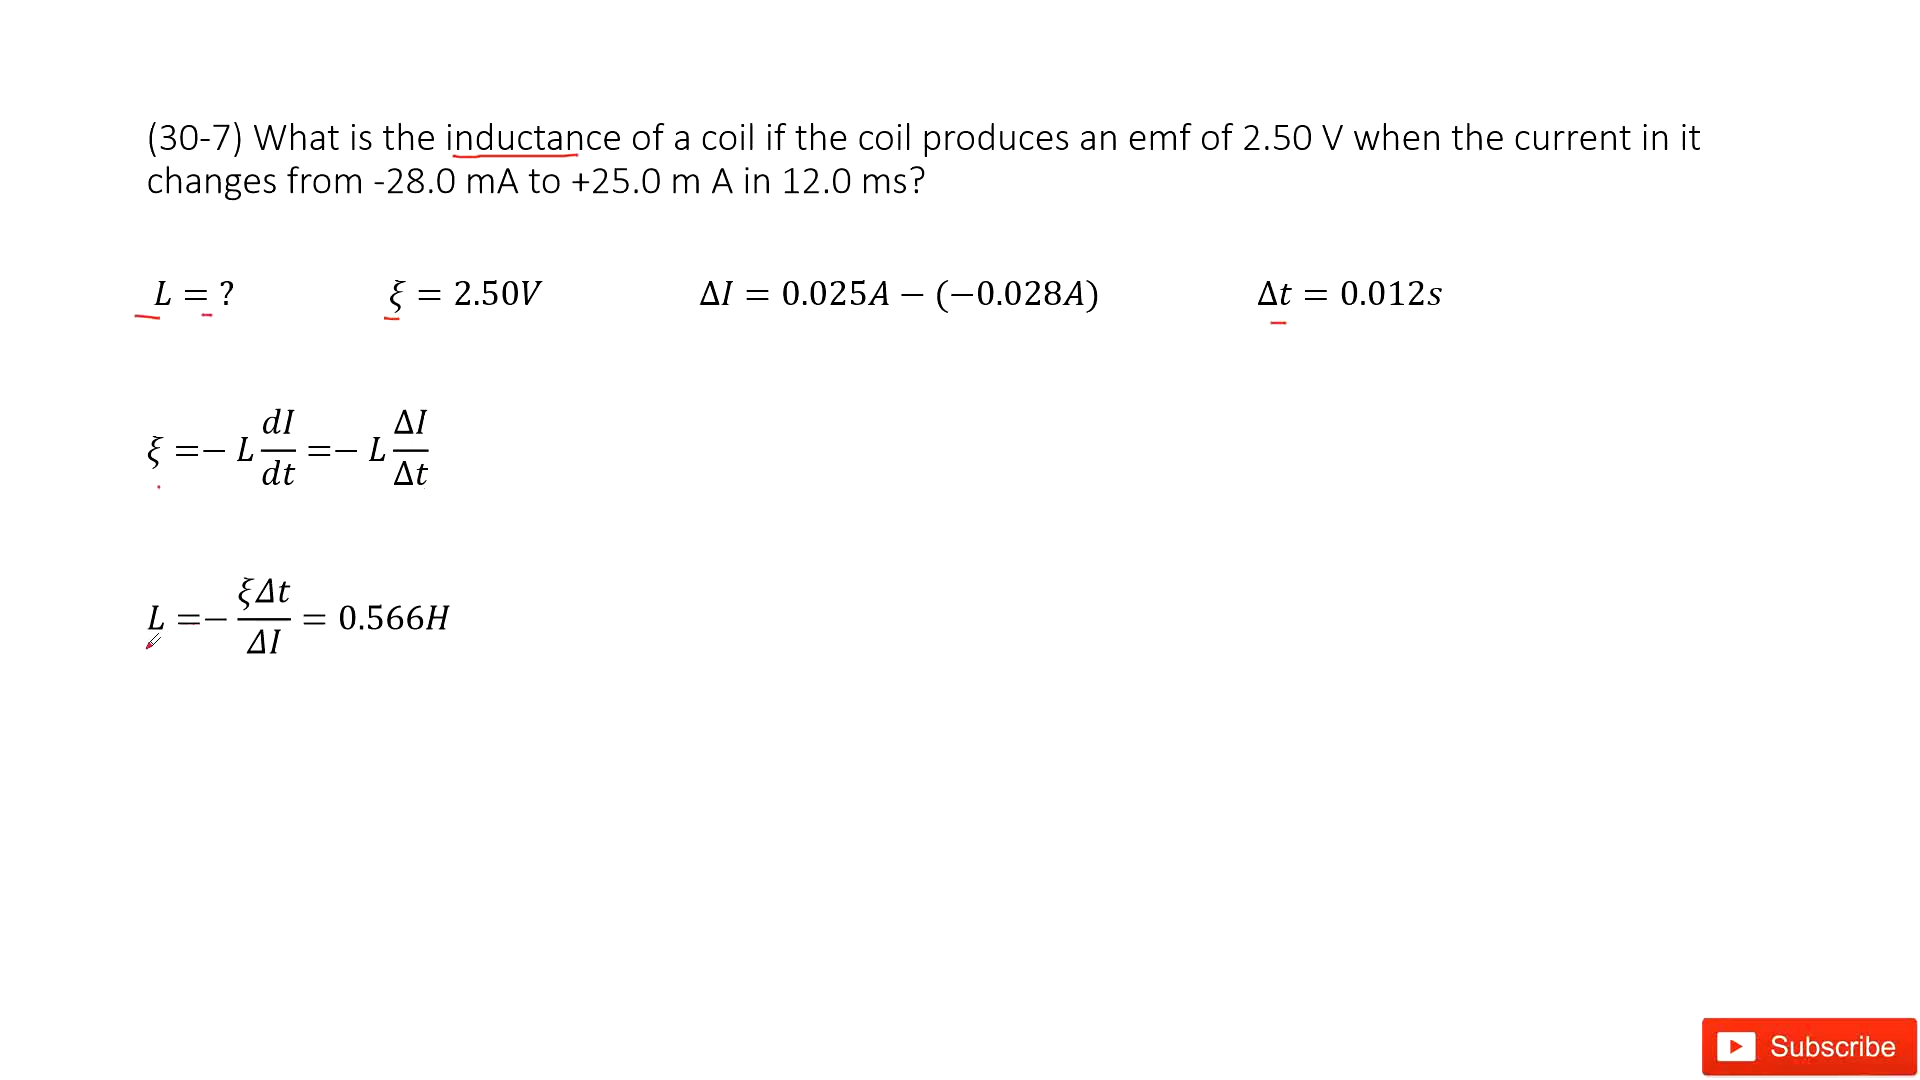 (30-7) What is the inductance of a coil if the coil produces an emf of 2.50 V when the current in it
changes from -28.0 mA to +25.0 m A in 12.0 ms?
L = ? ξ = 2.50V ΔI = 0.025A − (−0.028A) Δt = 0.012s
ξ =− L dI/dt =− L ΔI/Δt
L =− ξΔt/ΔI = 0.566H
Subscribe